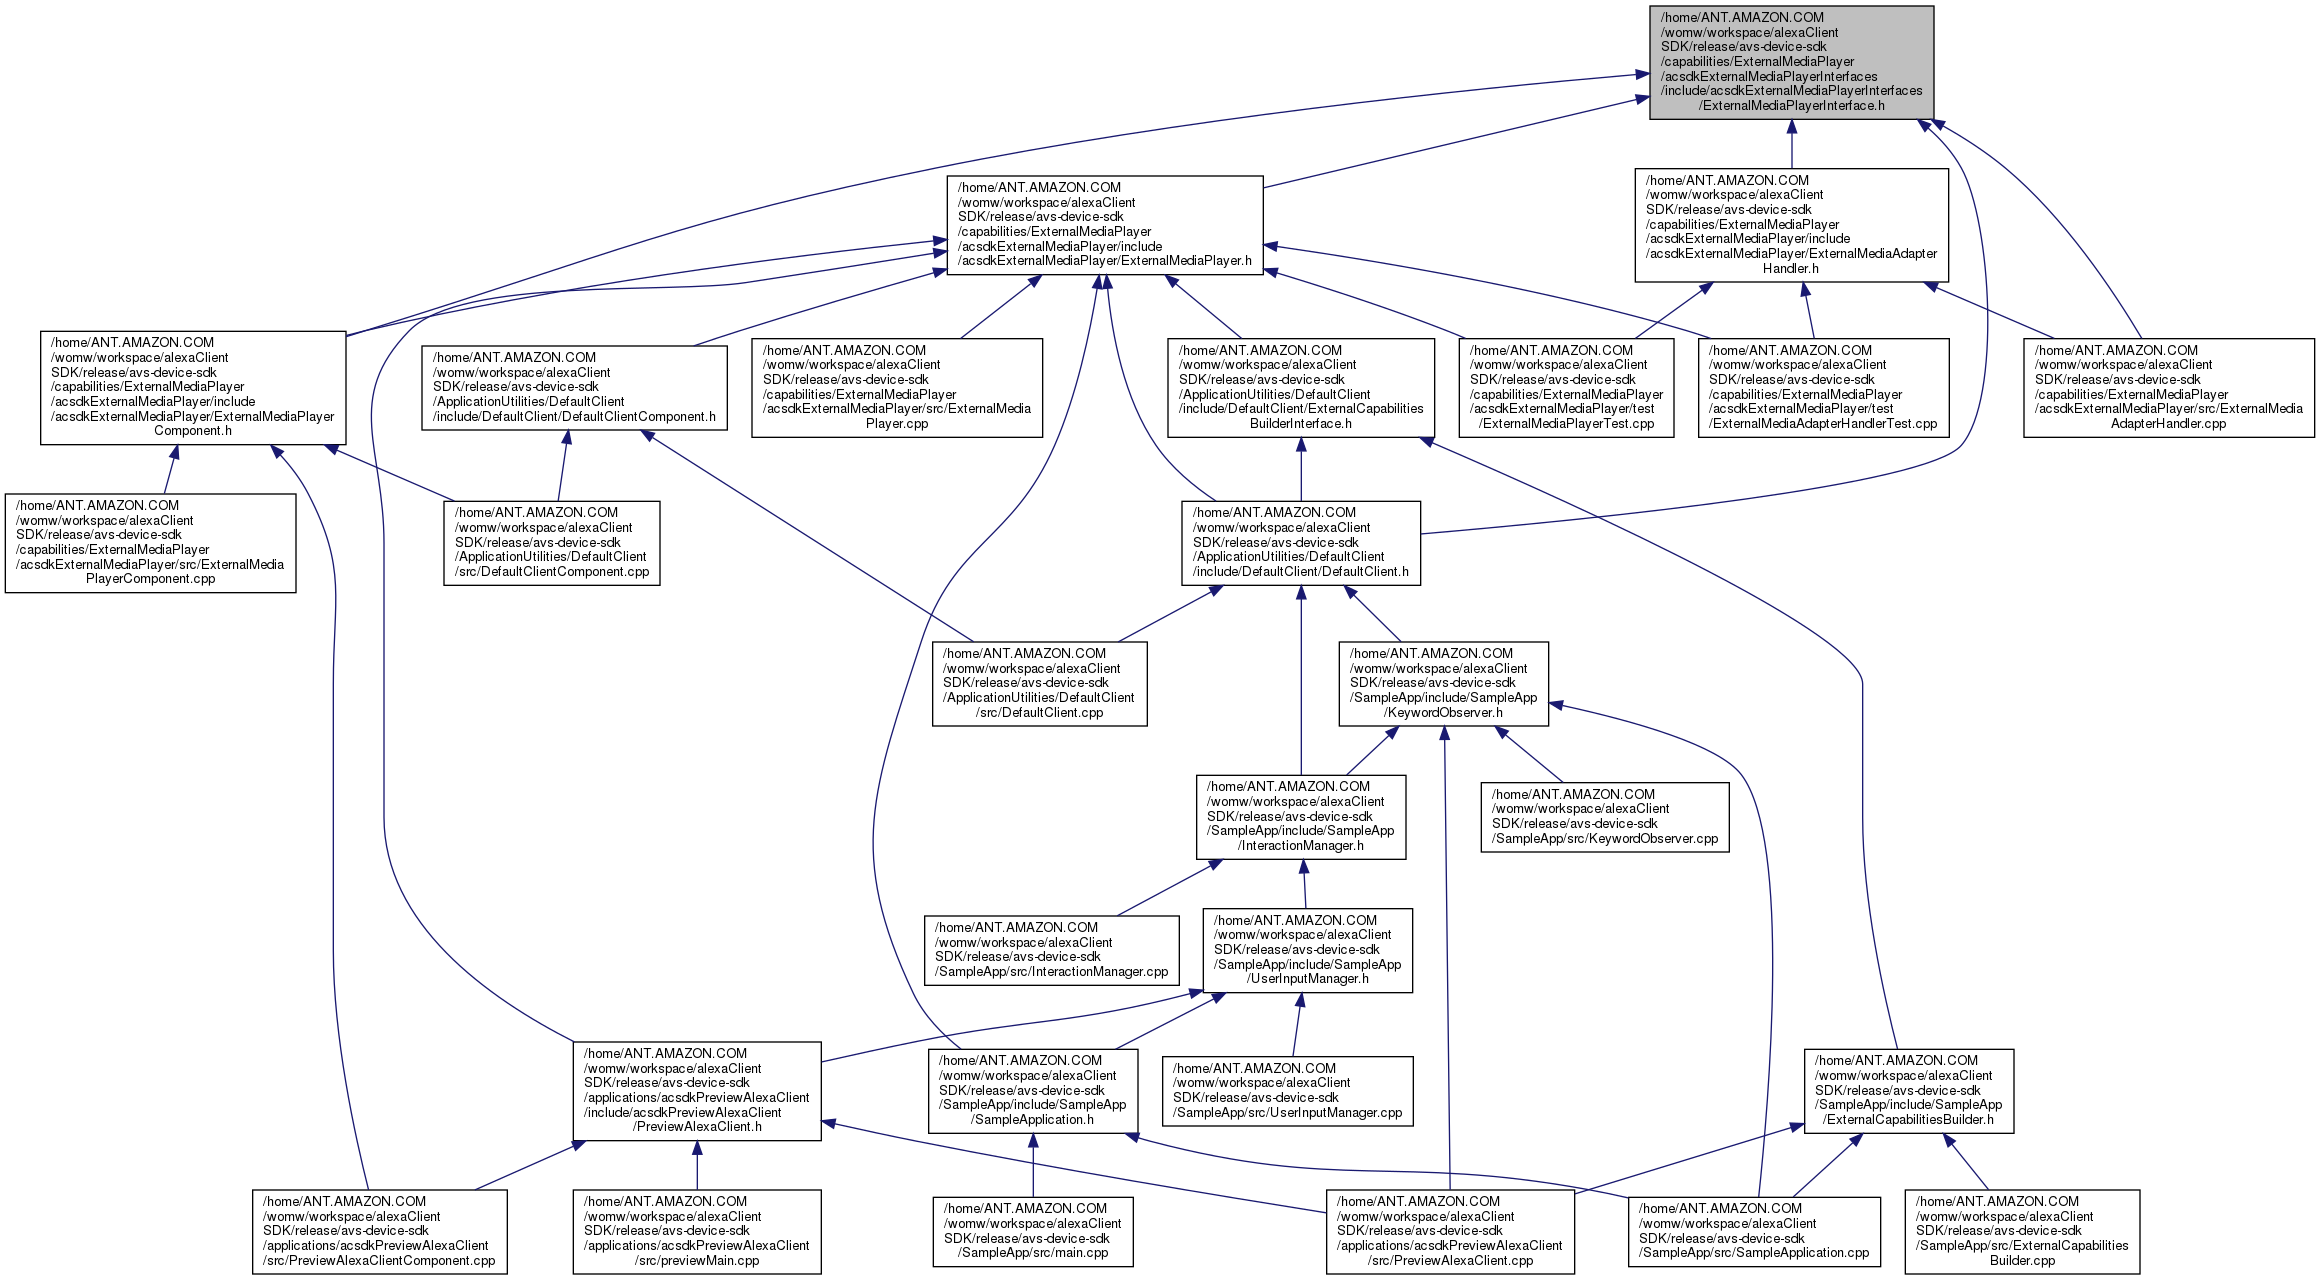 /home/ANT.AMAZON.COM
/womw/workspace/alexaClient
SDK/release/avs-device-sdk
/capabilities/ExternalMediaPlayer
/acsdkExternalMediaPlayerInterfaces
/include/acsdkExternalMediaPlayerInterfaces
/ExternalMediaPlayerInterface.h
/home/ANT.AMAZON.COM
/womw/workspace/alexaClient
SDK/release/avs-device-sdk
/capabilities/ExternalMediaPlayer
/acsdkExternalMediaPlayer/include
/acsdkExternalMediaPlayer/ExternalMediaPlayer.h
/home/ANT.AMAZON.COM
/womw/workspace/alexaClient
SDK/release/avs-device-sdk
/capabilities/ExternalMediaPlayer
/acsdkExternalMediaPlayer/include
/acsdkExternalMediaPlayer/ExternalMediaAdapter
Handler.h
/home/ANT.AMAZON.COM
/womw/workspace/alexaClient
SDK/release/avs-device-sdk
/capabilities/ExternalMediaPlayer
/acsdkExternalMediaPlayer/include
/acsdkExternalMediaPlayer/ExternalMediaPlayer
Component.h
/home/ANT.AMAZON.COM
/womw/workspace/alexaClient
SDK/release/avs-device-sdk
/ApplicationUtilities/DefaultClient
/include/DefaultClient/DefaultClientComponent.h
/home/ANT.AMAZON.COM
/womw/workspace/alexaClient
SDK/release/avs-device-sdk
/capabilities/ExternalMediaPlayer
/acsdkExternalMediaPlayer/src/ExternalMedia
Player.cpp
/home/ANT.AMAZON.COM
/womw/workspace/alexaClient
SDK/release/avs-device-sdk
/ApplicationUtilities/DefaultClient
/include/DefaultClient/ExternalCapabilities
BuilderInterface.h
/home/ANT.AMAZON.COM
/womw/workspace/alexaClient
SDK/release/avs-device-sdk
/capabilities/ExternalMediaPlayer
/acsdkExternalMediaPlayer/test
/ExternalMediaPlayerTest.cpp
/home/ANT.AMAZON.COM
/womw/workspace/alexaClient
SDK/release/avs-device-sdk
/capabilities/ExternalMediaPlayer
/acsdkExternalMediaPlayer/test
/ExternalMediaAdapterHandlerTest.cpp
/home/ANT.AMAZON.COM
/womw/workspace/alexaClient
SDK/release/avs-device-sdk
/capabilities/ExternalMediaPlayer
/acsdkExternalMediaPlayer/src/ExternalMedia
AdapterHandler.cpp
/home/ANT.AMAZON.COM
/womw/workspace/alexaClient
SDK/release/avs-device-sdk
/capabilities/ExternalMediaPlayer
/acsdkExternalMediaPlayer/src/ExternalMedia
PlayerComponent.cpp
/home/ANT.AMAZON.COM
/womw/workspace/alexaClient
SDK/release/avs-device-sdk
/ApplicationUtilities/DefaultClient
/src/DefaultClientComponent.cpp
/home/ANT.AMAZON.COM
/womw/workspace/alexaClient
SDK/release/avs-device-sdk
/ApplicationUtilities/DefaultClient
/include/DefaultClient/DefaultClient.h
/home/ANT.AMAZON.COM
/womw/workspace/alexaClient
SDK/release/avs-device-sdk
/ApplicationUtilities/DefaultClient
/src/DefaultClient.cpp
/home/ANT.AMAZON.COM
/womw/workspace/alexaClient
SDK/release/avs-device-sdk
/SampleApp/include/SampleApp
/KeywordObserver.h
/home/ANT.AMAZON.COM
/womw/workspace/alexaClient
SDK/release/avs-device-sdk
/SampleApp/include/SampleApp
/InteractionManager.h
/home/ANT.AMAZON.COM
/womw/workspace/alexaClient
SDK/release/avs-device-sdk
/SampleApp/src/KeywordObserver.cpp
/home/ANT.AMAZON.COM
/womw/workspace/alexaClient
SDK/release/avs-device-sdk
/SampleApp/src/InteractionManager.cpp
/home/ANT.AMAZON.COM
/womw/workspace/alexaClient
SDK/release/avs-device-sdk
/SampleApp/include/SampleApp
/UserInputManager.h
/home/ANT.AMAZON.COM
/womw/workspace/alexaClient
SDK/release/avs-device-sdk
/applications/acsdkPreviewAlexaClient
/include/acsdkPreviewAlexaClient
/PreviewAlexaClient.h
/home/ANT.AMAZON.COM
/womw/workspace/alexaClient
SDK/release/avs-device-sdk
/SampleApp/include/SampleApp
/SampleApplication.h
/home/ANT.AMAZON.COM
/womw/workspace/alexaClient
SDK/release/avs-device-sdk
/SampleApp/src/UserInputManager.cpp
/home/ANT.AMAZON.COM
/womw/workspace/alexaClient
SDK/release/avs-device-sdk
/SampleApp/include/SampleApp
/ExternalCapabilitiesBuilder.h
/home/ANT.AMAZON.COM
/womw/workspace/alexaClient
SDK/release/avs-device-sdk
/applications/acsdkPreviewAlexaClient
/src/PreviewAlexaClientComponent.cpp
/home/ANT.AMAZON.COM
/womw/workspace/alexaClient
SDK/release/avs-device-sdk
/applications/acsdkPreviewAlexaClient
/src/previewMain.cpp
/home/ANT.AMAZON.COM
/womw/workspace/alexaClient
SDK/release/avs-device-sdk
/SampleApp/src/main.cpp
/home/ANT.AMAZON.COM
/womw/workspace/alexaClient
SDK/release/avs-device-sdk
/applications/acsdkPreviewAlexaClient
/src/PreviewAlexaClient.cpp
/home/ANT.AMAZON.COM
/womw/workspace/alexaClient
SDK/release/avs-device-sdk
/SampleApp/src/SampleApplication.cpp
/home/ANT.AMAZON.COM
/womw/workspace/alexaClient
SDK/release/avs-device-sdk
/SampleApp/src/ExternalCapabilities
Builder.cpp